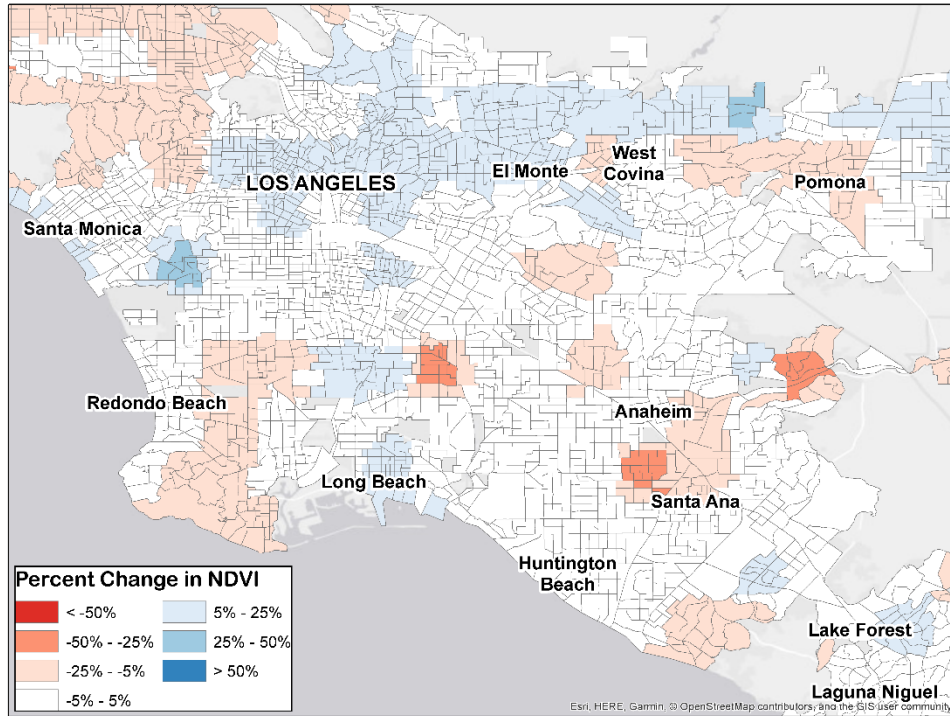 LOS ANGELES
El Monte
West
Covina
Pomona
Santa Monica
Redondo Beach
Anaheim
Long Beach
Santa Ana
Huntington
Beach
Lake Forest
Laguna Niguel
Percent Change in NDVI
< -50%
5% - 25%
-50% - -25%
25% - 50%
-25% - -5%
> 50%
-5% - 5%
Esri, HERE, Garmin, © OpenStreetMap contributors, and the GIS user community